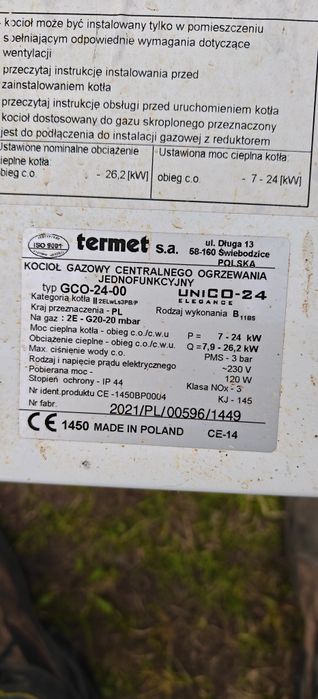 - kocioł może być instalowany tylko w pomieszczeniu
spełniającym odpowiednie wymagania dotyczące
wentylacji
przeczytaj instrukcję instalowania przed
zainstalowaniem kotła
przeczytaj instrukcję obsługi przed uruchomieniem kotła
kocioł dostosowany do gazu skroplonego przeznaczony
jest do podłączenia do instalacji gazowej z reduktorem
Ustawione nominalne obciążenie
cieplne kotła:
obieg c.o. - 26,2 [kW]
Ustawiona moc cieplna kotła:
obieg c.o. - 7 - 24 [kW]
ISO 9001
termet s.a.
ul. Długa 13
58-160 Świebodzice
POLSKA
KOCIOŁ GAZOWY CENTRALNEGO OGRZEWANIA
JEDNOFUNKCYJNY
typ GCO-24-00
UNICO-24
ELEGANCE
Kategoria kotła II2ELwLs3PB/P
Kraj przeznaczenia - PL
Rodzaj wykonania B11BS
Na gaz : 2E - G20-20 mbar
Moc cieplna kotła - obieg c.o./c.w.u P = 7 - 24 kW
Obciążenie cieplne - obieg c.o./c.w.u. Q = 7,9 - 26,2 kW
Max. ciśnienie wody c.o. PMS - 3 bar
Rodzaj i napięcie prądu elektrycznego ~230 V
Pobierana moc - 120 W
Stopień ochrony - IP 44 Klasa NOx - 3
Nr ident.produktu CE -1450BP0004 KJ - 145
Nr fabr. 2021/PL/00596/1449
CE 1450 MADE IN POLAND CE-14